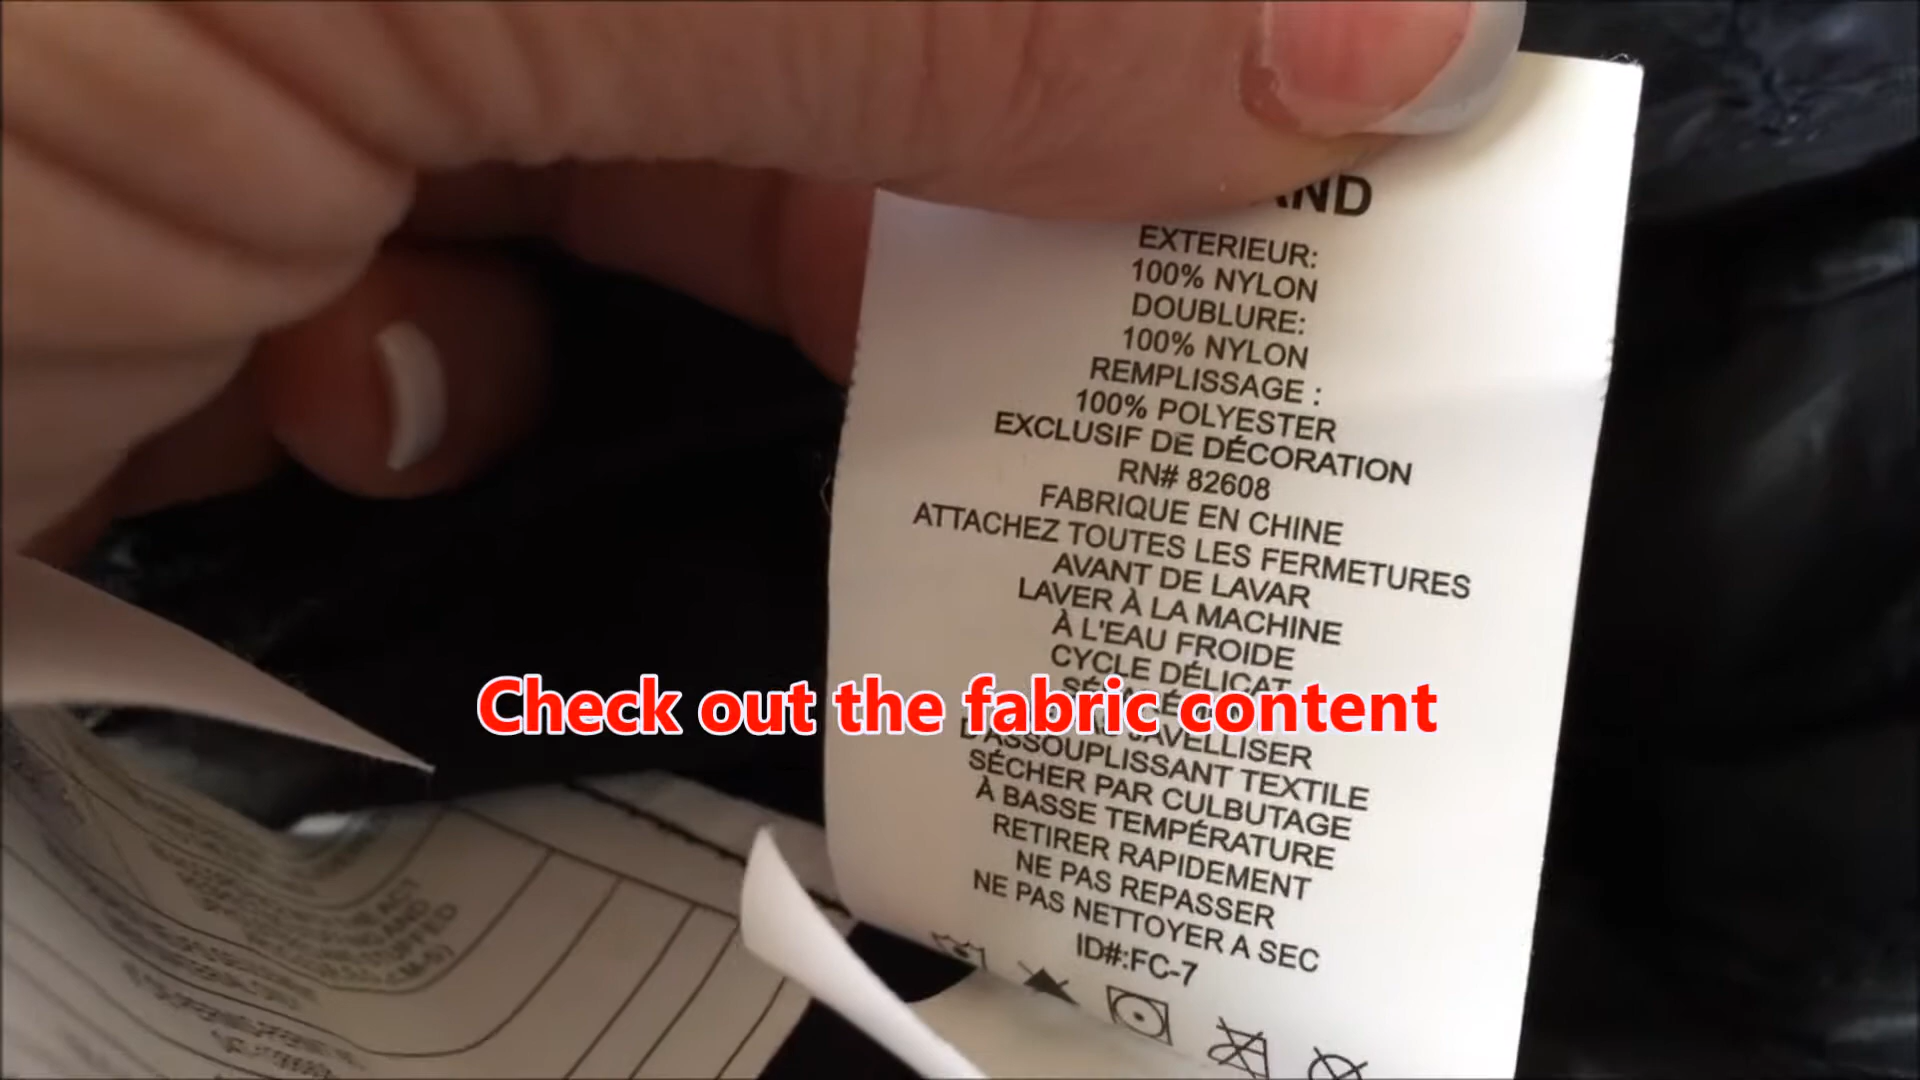 EXTERIEUR:
100% NYLON
DOUBLURE:
100% NYLON
REMPLISSAGE :
100% POLYESTER
EXCLUSIF DE DÉCORATION
RN# 82608
FABRIQUE EN CHINE
ATTACHEZ TOUTES LES FERMETURES
AVANT DE LAVAR
LAVER À LA MACHINE
À L'EAU FROIDE
CYCLE DÉLICAT
Check out the fabric content
JAVELLISER
D'ASSOUPLISSANT TEXTILE
SÉCHER PAR CULBUTAGE
À BASSE TEMPÉRATURE
RETIRER RAPIDEMENT
NE PAS REPASSER
NE PAS NETTOYER A SEC
ID#:FC-7